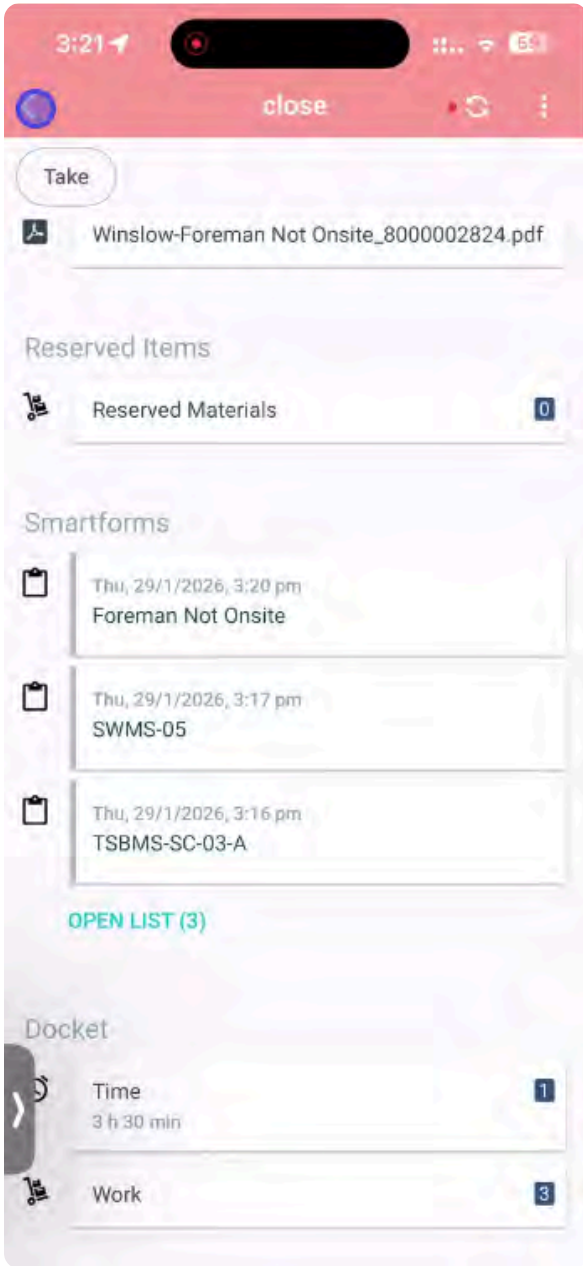 3:21
close
Take
Winslow-Foreman Not Onsite_8000002824.pdf
Reserved Items
Reserved Materials
0
Smartforms
Thu, 29/1/2026, 3:20 pm
Foreman Not Onsite
Thu, 29/1/2026, 3:17 pm
SWMS-05
Thu, 29/1/2026, 3:16 pm
TSBMS-SC-03-A
OPEN LIST (3)
Docket
Time
1
3 h 30 min
Work
3